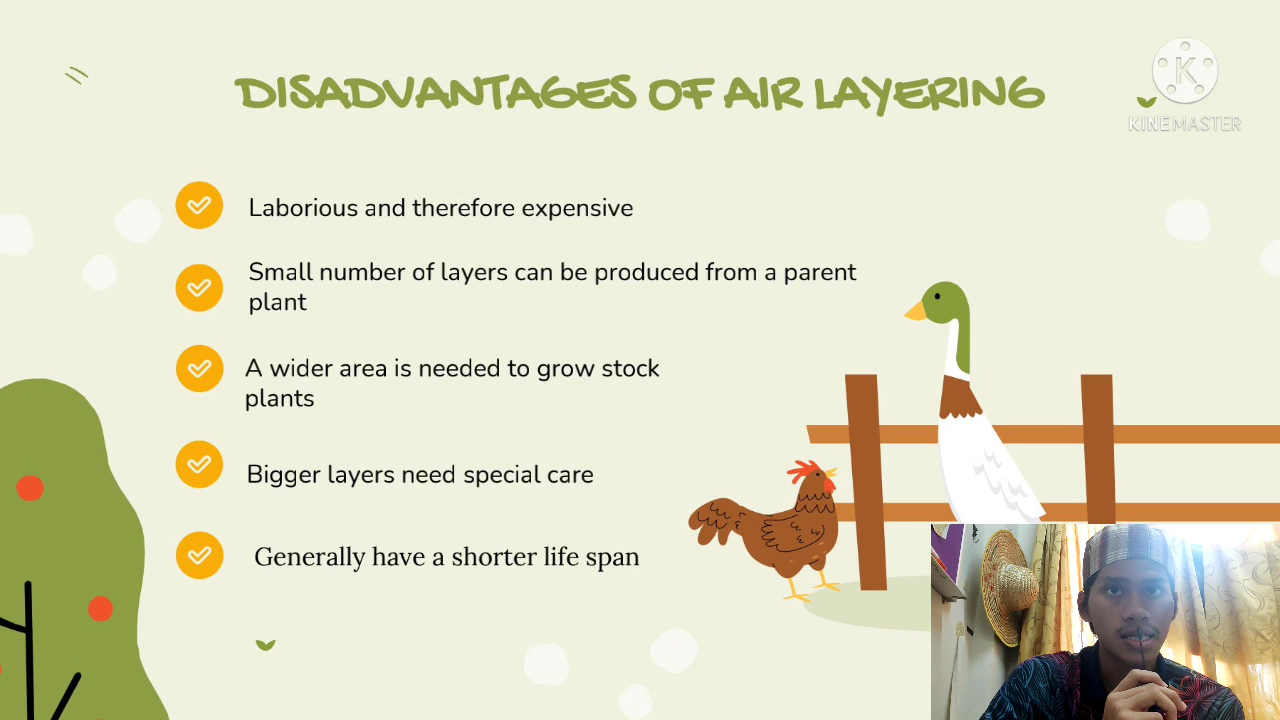 DISADVANTAGES OF AIR LAYERING
K
KINEMASTER
Laborious and therefore expensive
Small number of layers can be produced from a parent
plant
A wider area is needed to grow stock
plants
Bigger layers need special care
Generally have a shorter life span